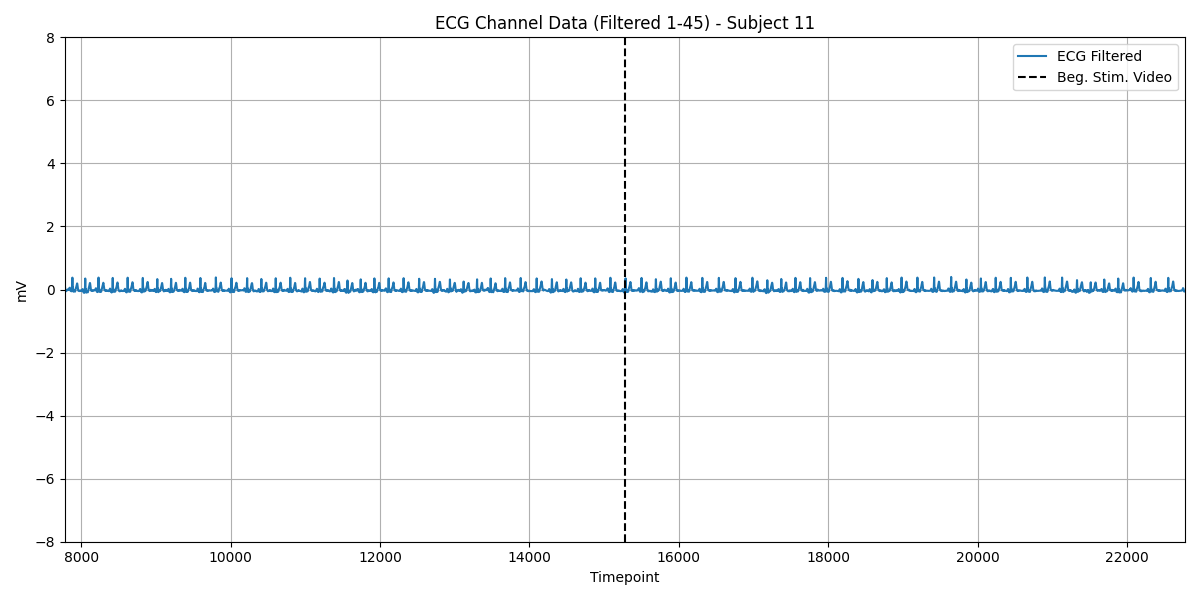 ECG Channel Data (Filtered 1-45) - Subject 11
ECG Filtered
Beg. Stim. Video
mV
8
6
4
2
0
−2
−4
−6
−8
8000 10000 12000 14000 16000 18000 20000 22000
Timepoint